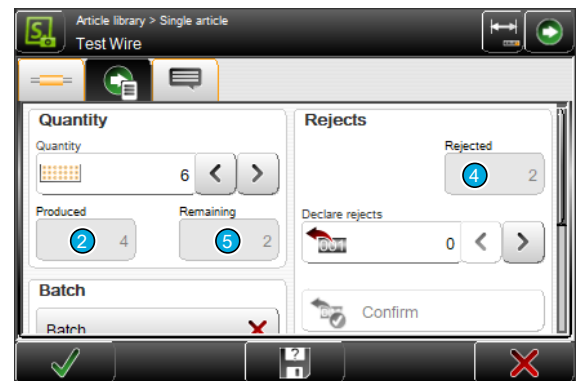 Article library > Single article
Test Wire
Quantity
Quantity
6
Produced
Remaining
2
4
5
2
Batch
Batch
Rejects
Rejected
4
2
Declare rejects
001
0
Confirm
?